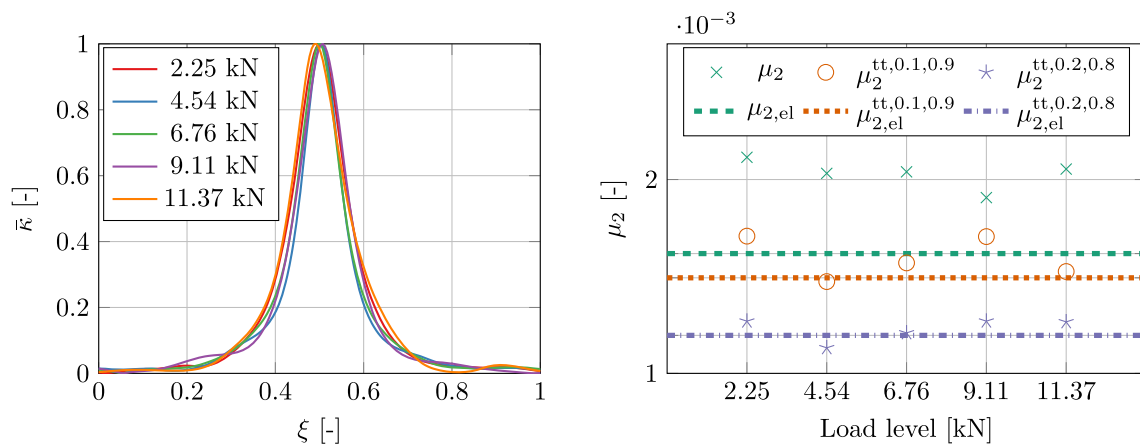 1
0.8
0.6
0.4
0.2
0
κ̄ [-]
2.25 kN
4.54 kN
6.76 kN
9.11 kN
11.37 kN
0 0.2 0.4 0.6 0.8 1
ξ [-]
·10⁻³
2
1
μ₂ [-]
μ₂ μ₂^tt,0.1,0.9 μ₂^tt,0.2,0.8
μ₂,el μ₂,el^tt,0.1,0.9 μ₂,el^tt,0.2,0.8
2.25 4.54 6.76 9.11 11.37
Load level [kN]